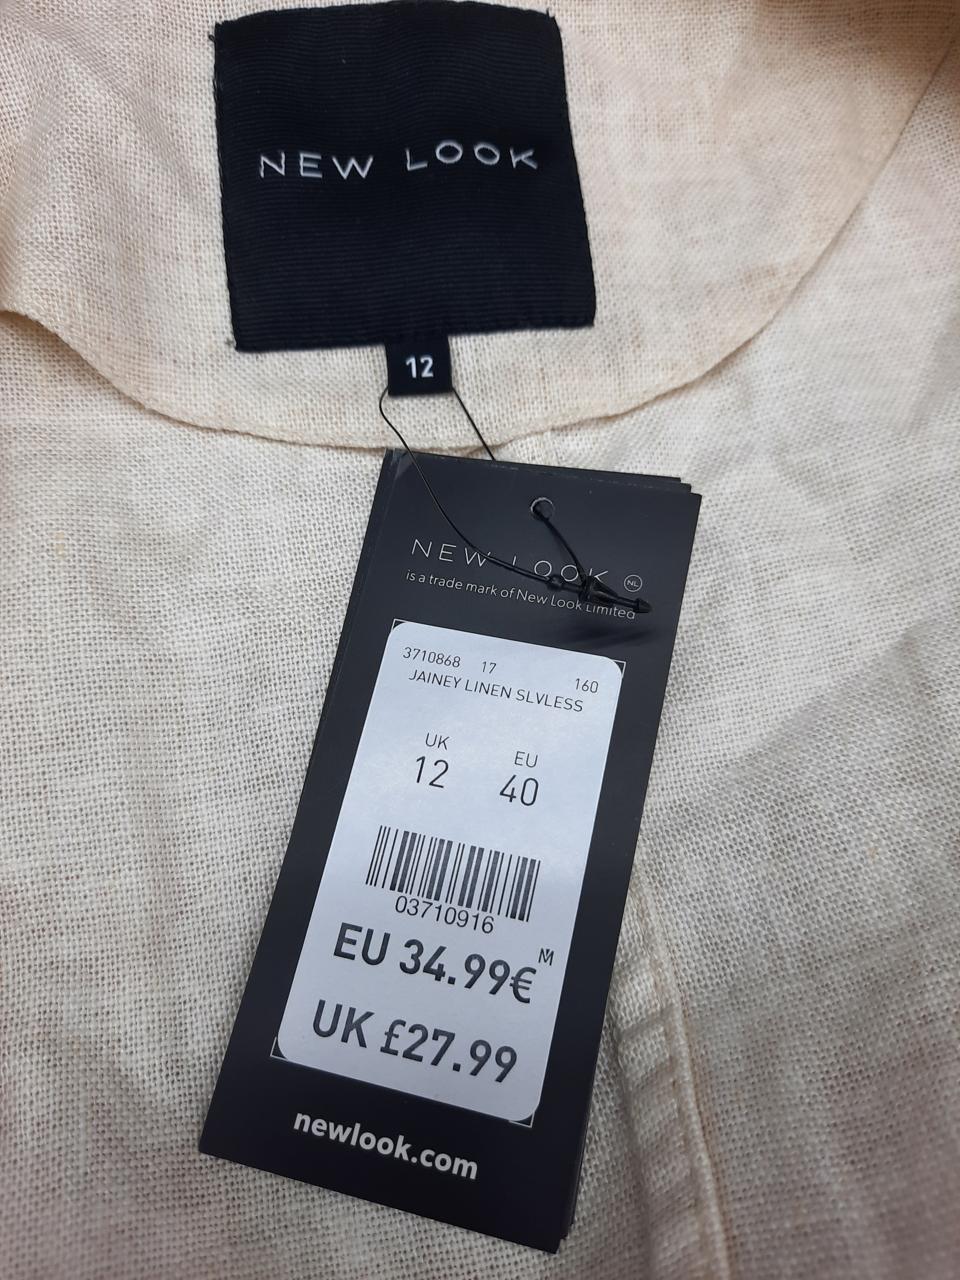 NEW LOOK
12
NEW LOOK NL
is a trade mark of New Look Limited
3710868 17 160
JAINEY LINEN SLVLESS
UK EU
12 40
03710916
EU 34.99€ M
UK £27.99
newlook.com